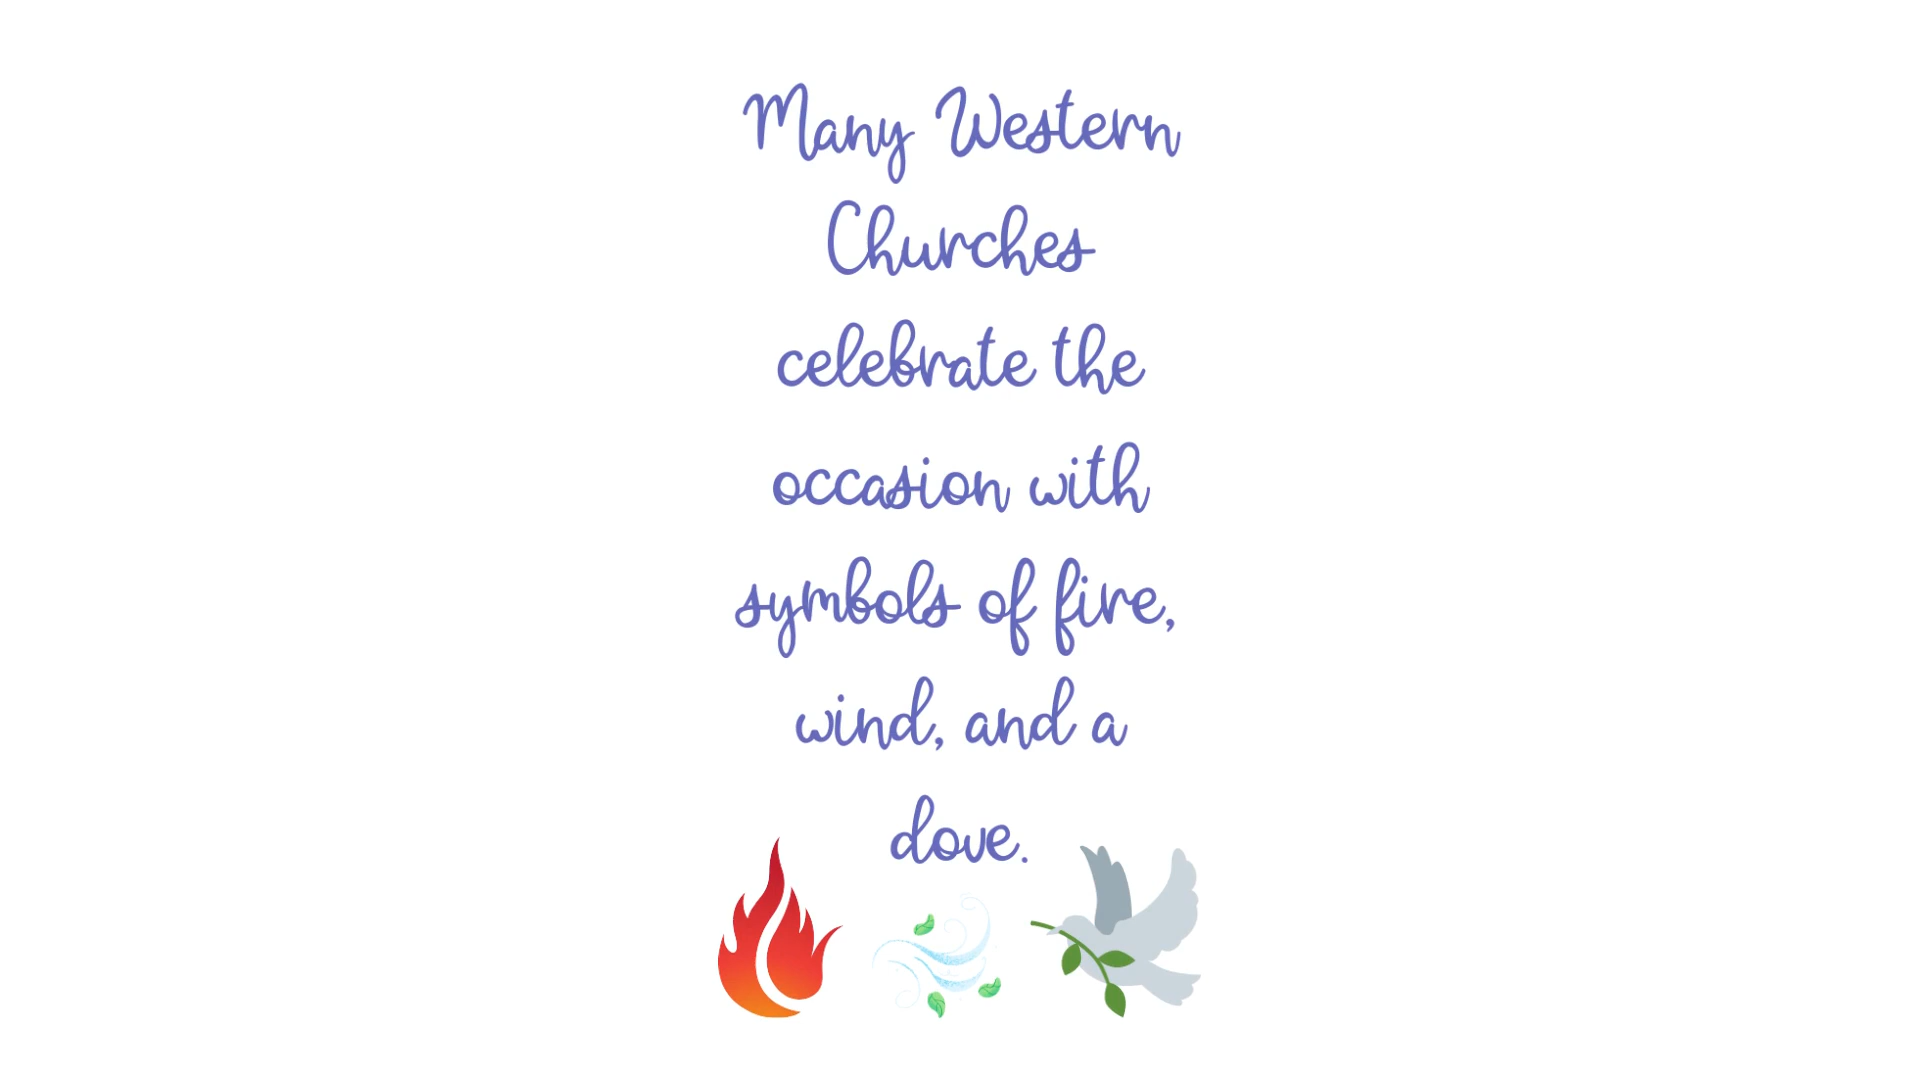 Many Western
Churches
celebrate the
occasion with
symbols of fire,
wind, and a
dove.